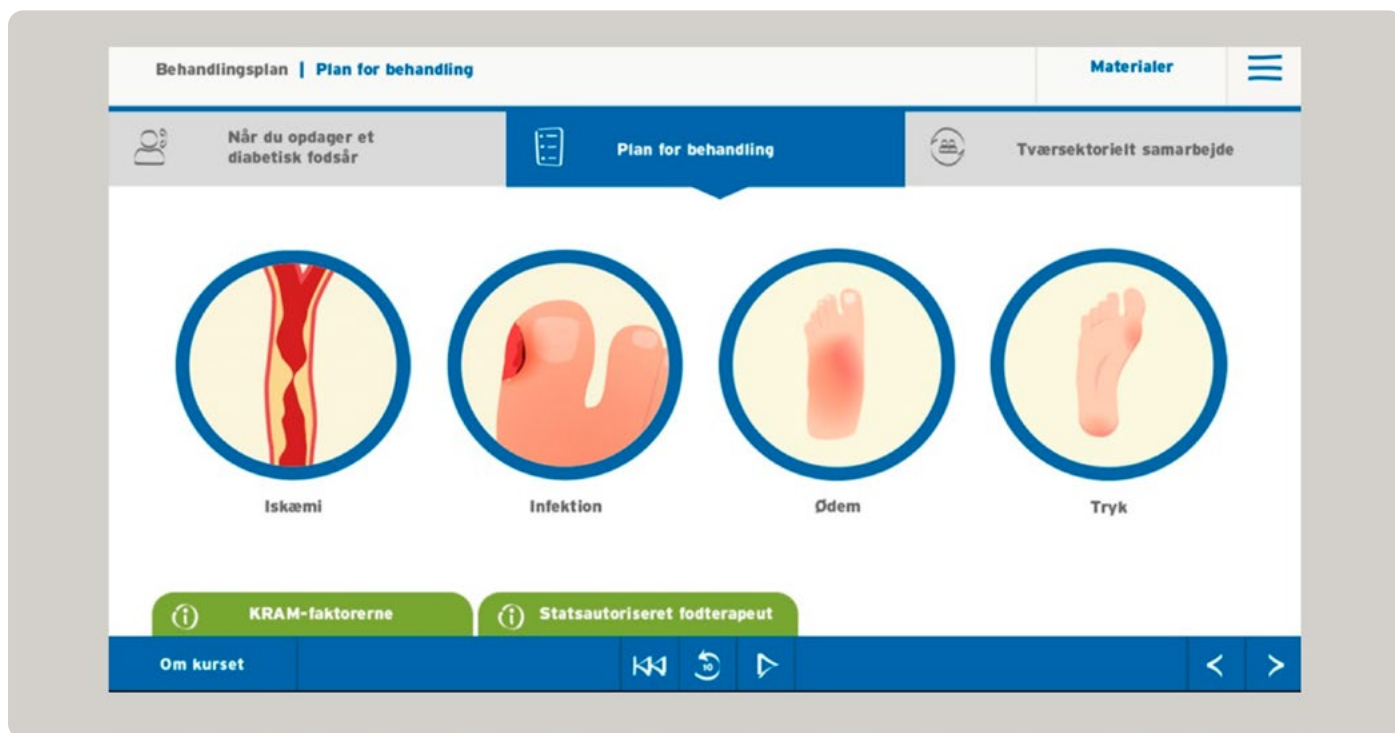 Behandlingsplan | Plan for behandling
Materialer
Når du opdager et
diabetisk fodsår
Plan for behandling
Tværsektorielt samarbejde
Iskæmi
Infektion
Ødem
Tryk
KRAM-faktorerne
Statsautoriseret fodterapeut
Om kurset
10